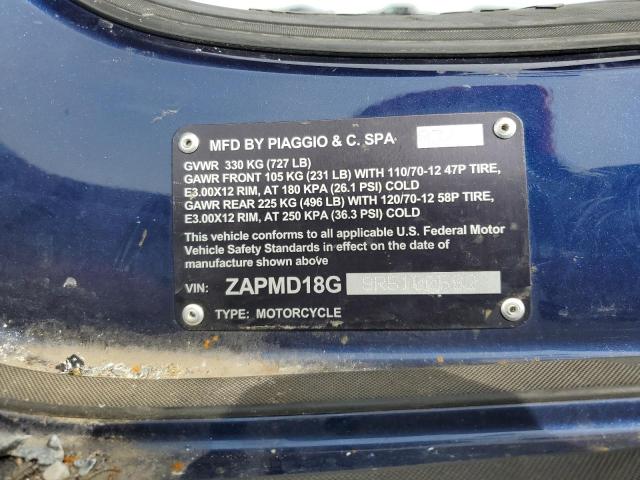 MFD BY PIAGGIO & C. SPA
GVWR 330 KG (727 LB)
GAWR FRONT 105 KG (231 LB) WITH 110/70-12 47P TIRE,
E3.00X12 RIM, AT 180 KPA (26.1 PSI) COLD
GAWR REAR 225 KG (496 LB) WITH 120/70-12 58P TIRE,
E3.00X12 RIM, AT 250 KPA (36.3 PSI) COLD
This vehicle conforms to all applicable U.S. Federal Motor
Vehicle Safety Standards in effect on the date of
manufacture shown above
VIN: ZAPMD18G
TYPE: MOTORCYCLE